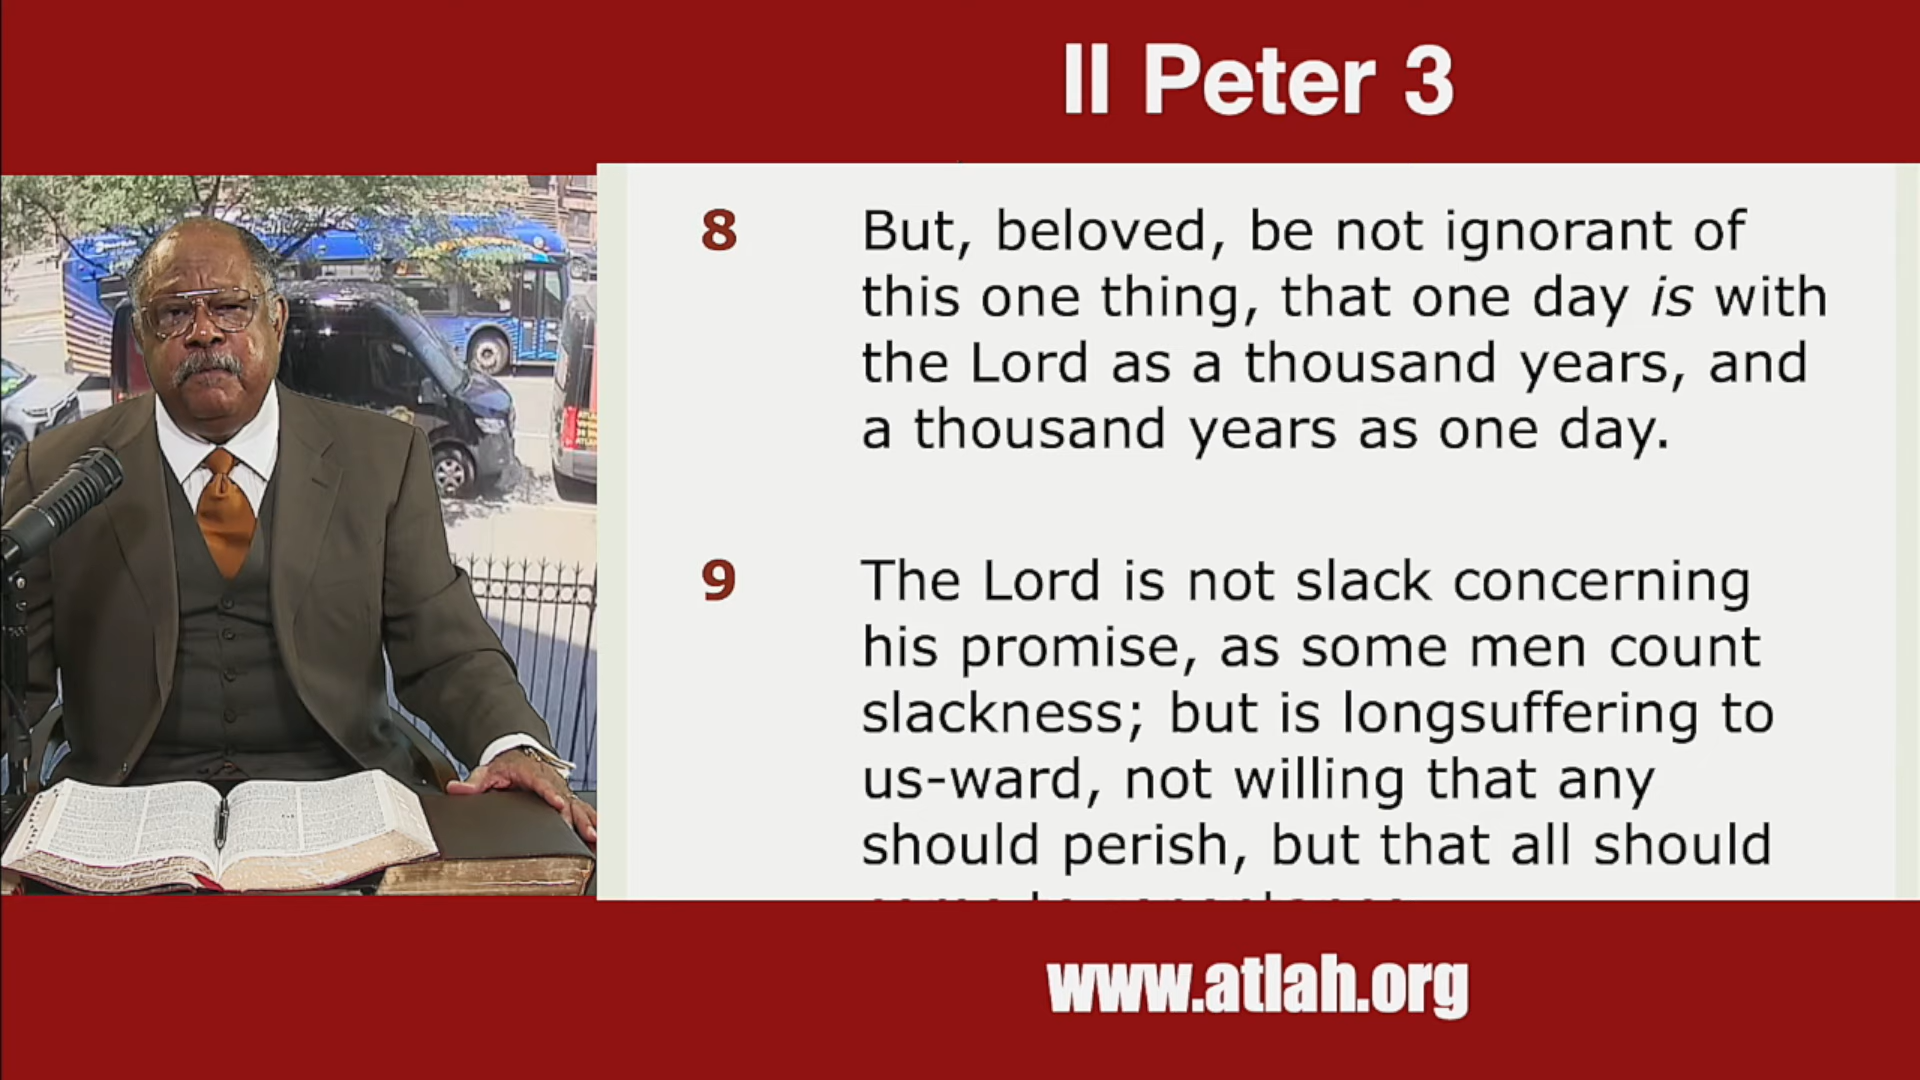 II Peter 3
8 But, beloved, be not ignorant of
this one thing, that one day is with
the Lord as a thousand years, and
a thousand years as one day.
9 The Lord is not slack concerning
his promise, as some men count
slackness; but is longsuffering to
us-ward, not willing that any
should perish, but that all should
www.atlah.org